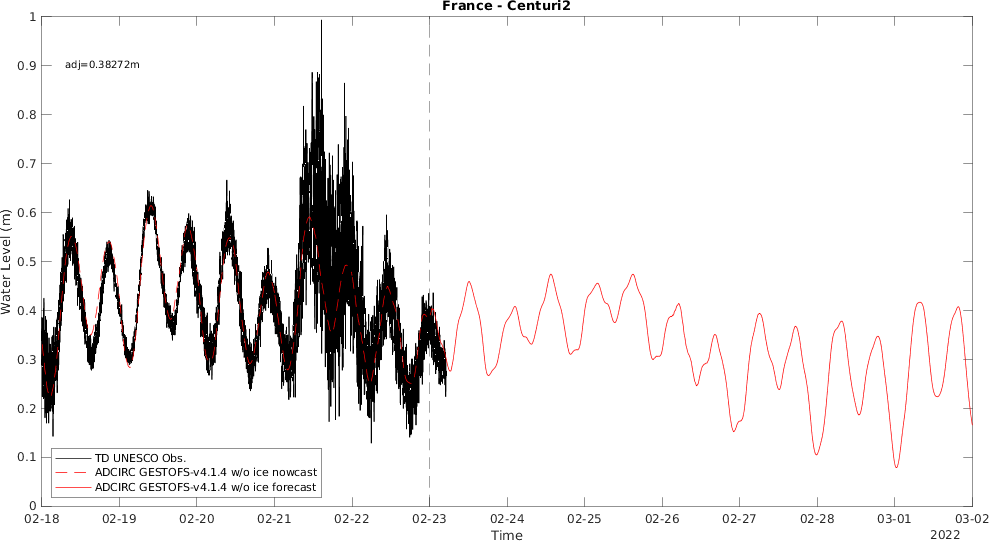 France - Centuri2
1
0.9
adj=0.38272m
0.8
0.7
0.6
0.5
Water Level (m)
0.4
0.3
0.2
0.1
0
TD UNESCO Obs.
ADCIRC GESTOFS-v4.1.4 w/o ice nowcast
ADCIRC GESTOFS-v4.1.4 w/o ice forecast
02-18 02-19 02-20 02-21 02-22 02-23 02-24 02-25 02-26 02-27 02-28 03-01 03-02
Time
2022